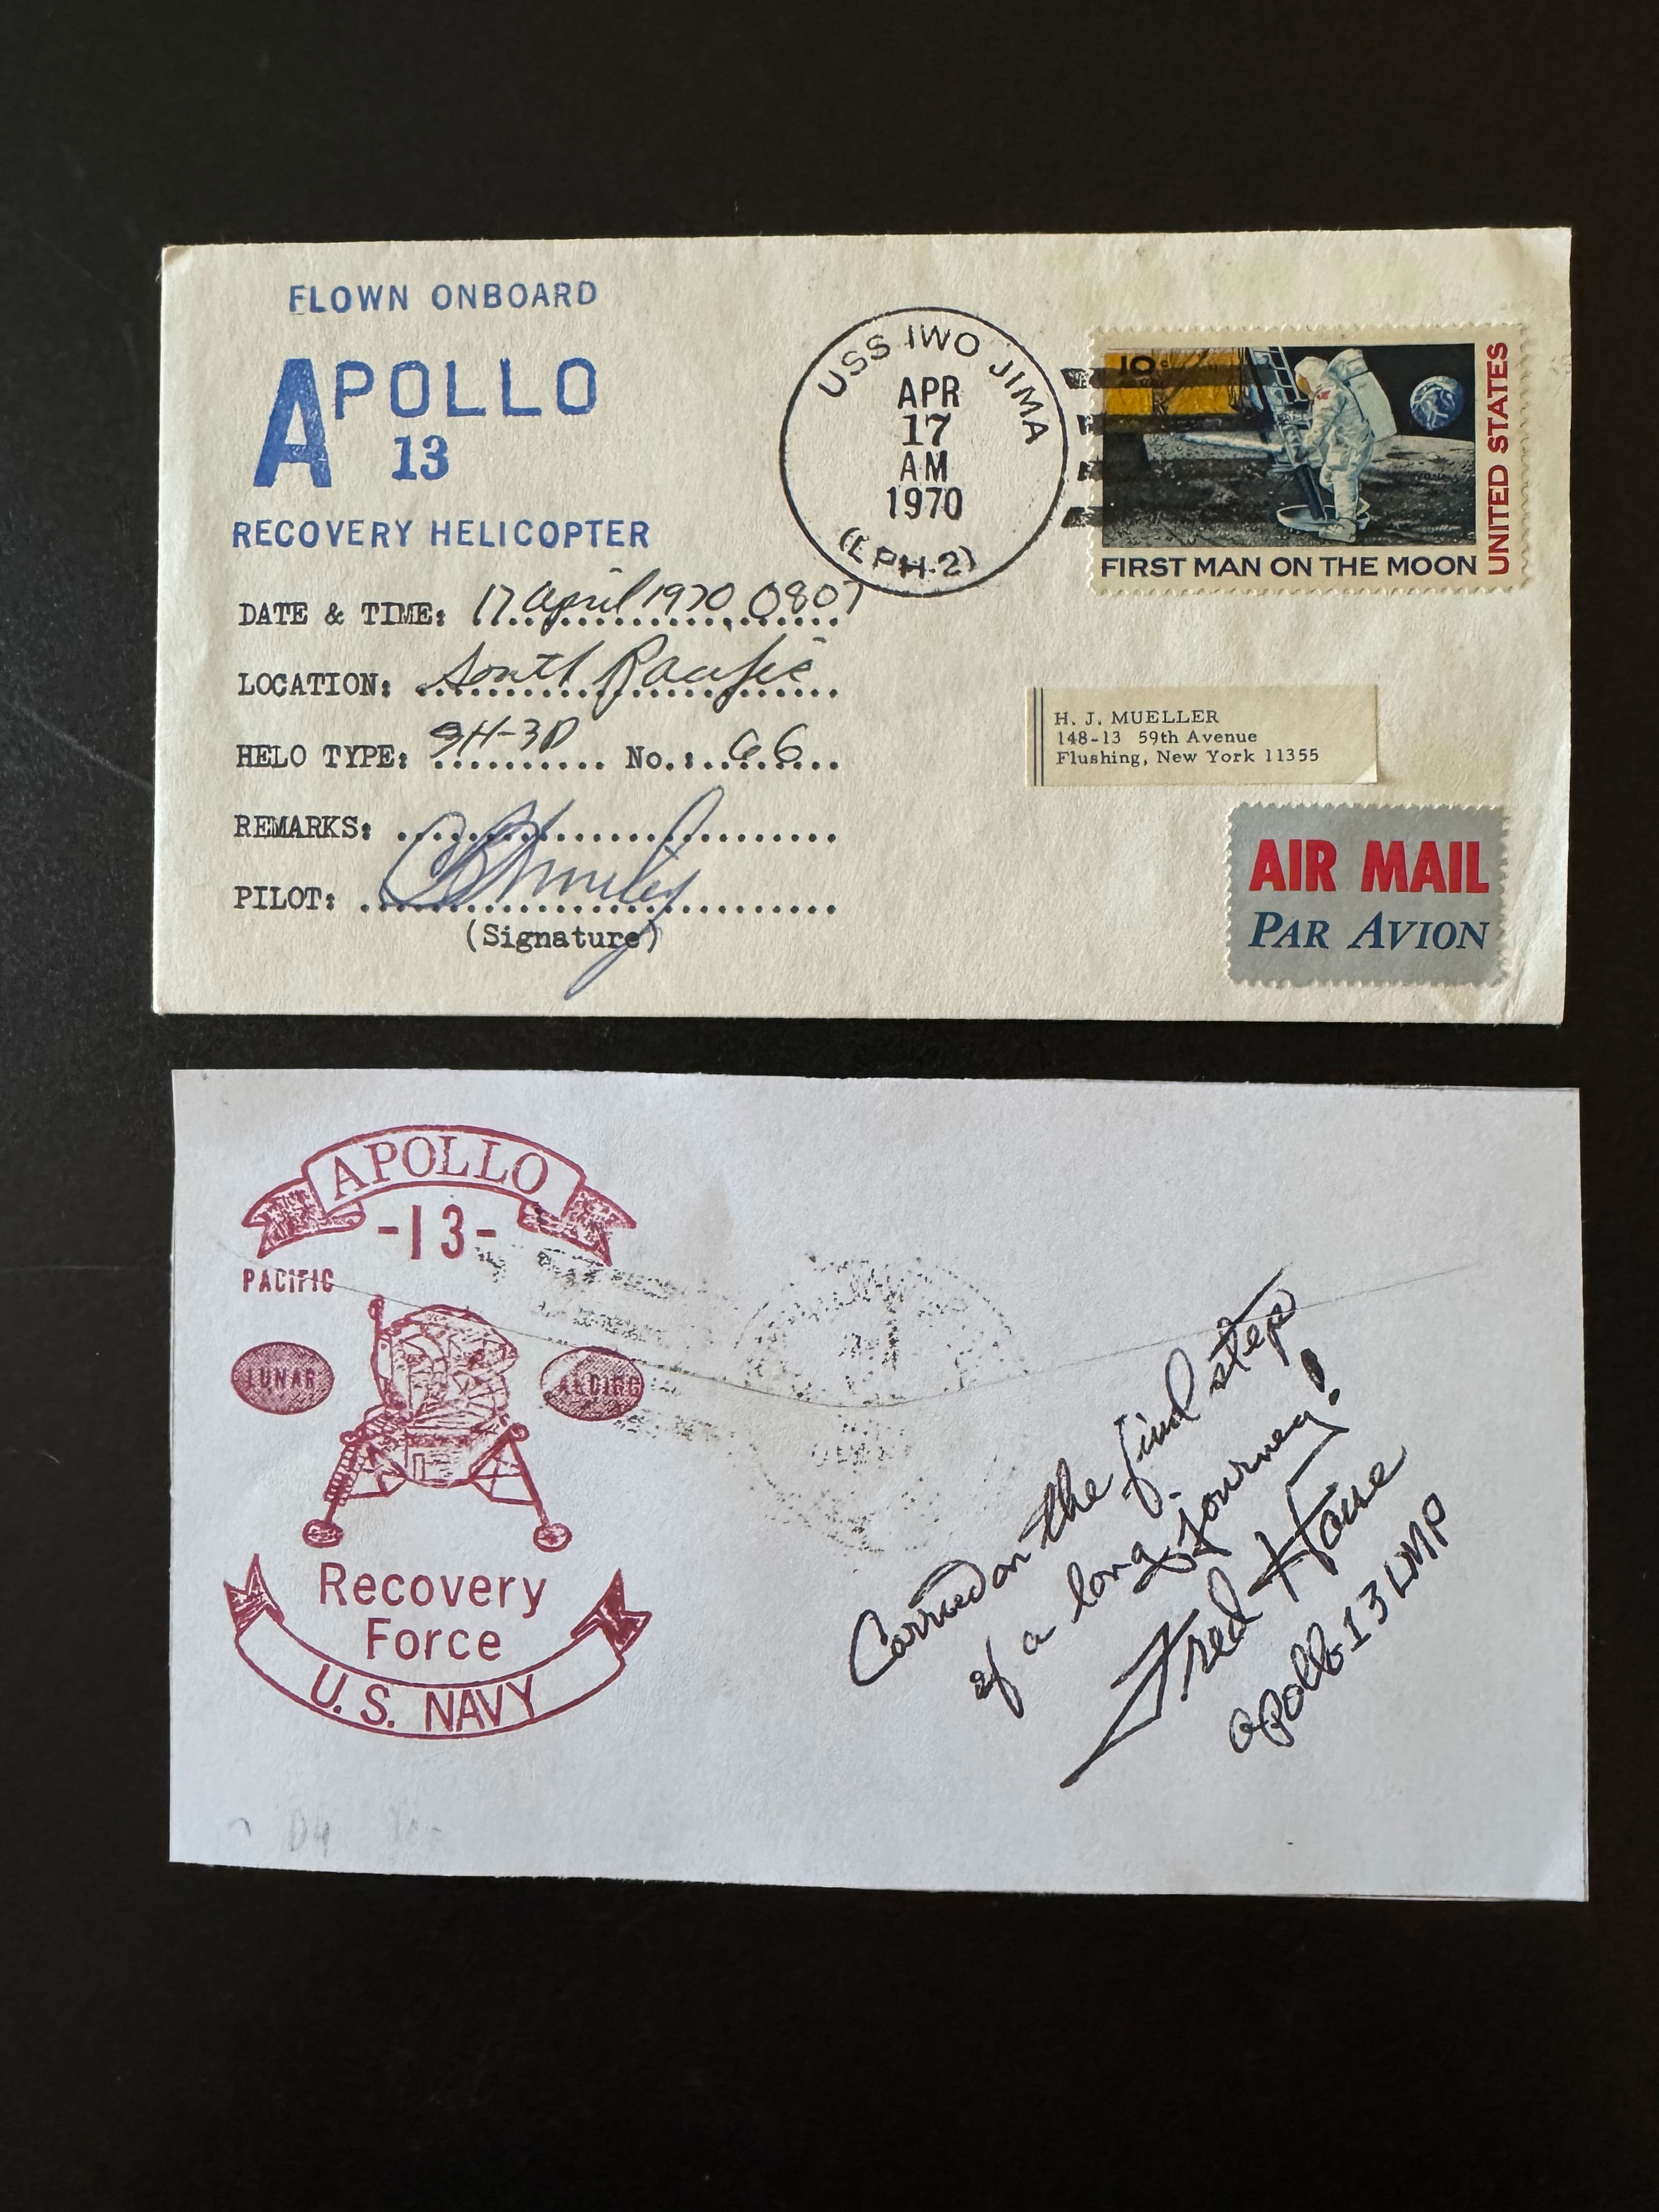 FLOWN ONBOARD
APOLLO
13
RECOVERY HELICOPTER
DATE & TIME: 17 April 1970 0807
LOCATION: South Pacific
HELO TYPE: SH-3D No.: 66
REMARKS:
PILOT:
(Signature)
USS IWO JIMA
APR
17
AM
1970
(LPH-2)
10c
UNITED STATES
FIRST MAN ON THE MOON
H. J. MUELLER
148-13 59th Avenue
Flushing, New York 11355
AIR MAIL
PAR AVION
APOLLO
-13-
PACIFIC
LUNAR
Recovery
Force
U.S. NAVY
Carried on the final steps
of a long journey!
Fred Haise
Apollo 13 LMP